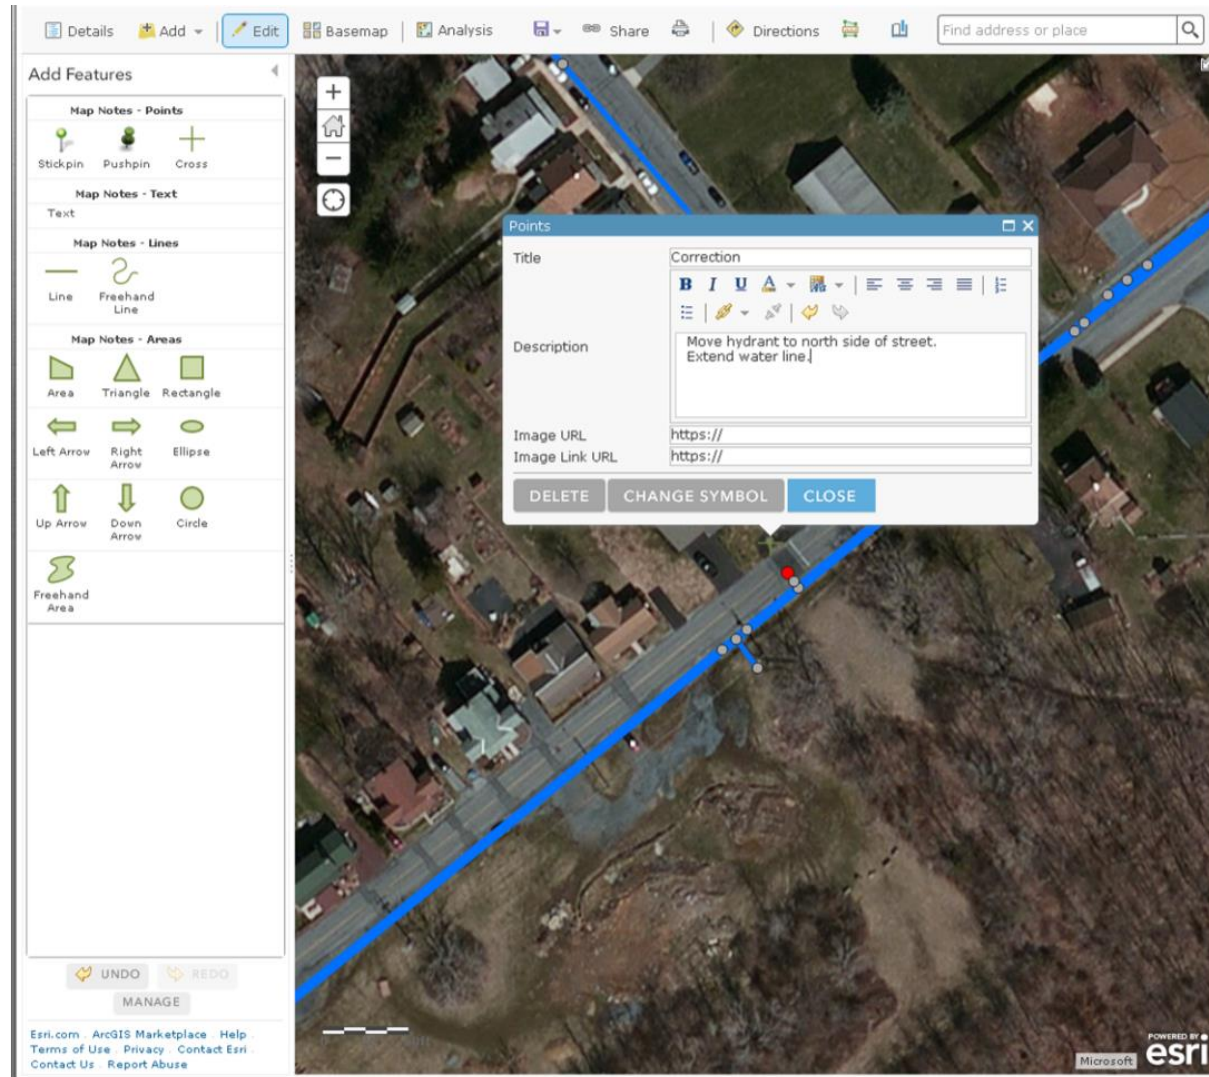 Details
Add
Edit
Basemap
Analysis
Share
Directions
Find address or place
Add Features
Map Notes - Points
Stickpin Pushpin Cross
Map Notes - Text
Text
Map Notes - Lines
Line Freehand
Line
Map Notes - Areas
Area Triangle Rectangle
Left Arrow Right
Arrow Ellipse
Up Arrow Down
Arrow Circle
Freehand
Area
UNDO REDO
MANAGE
Esri.com . ArcGIS Marketplace . Help .
Terms of Use . Privacy . Contact Esri .
Contact Us . Report Abuse
Points
Title Correction
B I U A
Description
Move hydrant to north side of street.
Extend water line.
Image URL https://
Image Link URL https://
DELETE CHANGE SYMBOL CLOSE
POWERED BY
esri
Microsoft